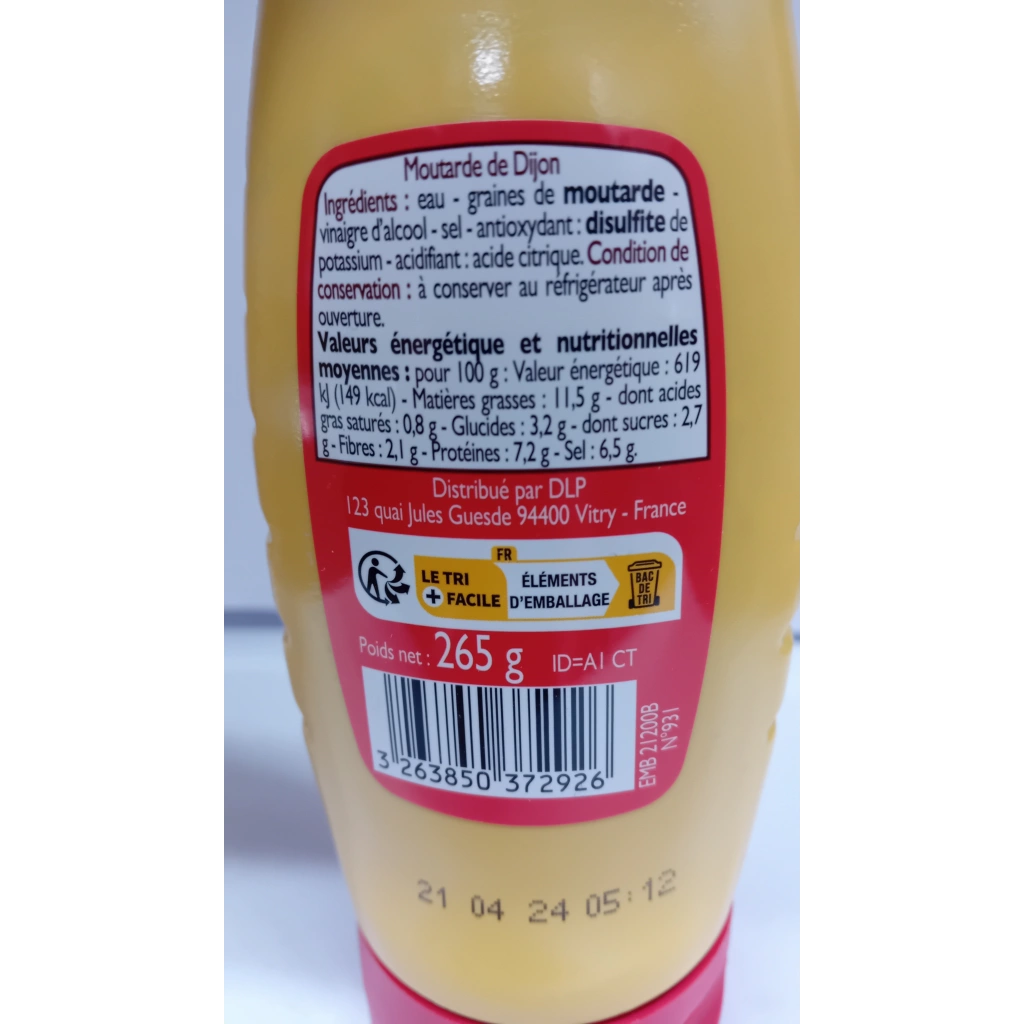 Moutarde de Dijon
Ingrédients : eau - graines de moutarde -
vinaigre d'alcool - sel - antioxydant : disulfite de
potassium - acidifiant : acide citrique. Condition de
conservation : à conserver au réfrigérateur après
ouverture.
Valeurs énergétique et nutritionnelles
moyennes : pour 100 g : Valeur énergétique : 619
kJ (149 kcal) - Matières grasses : 11,5 g - dont acides
gras saturés : 0,8 g - Glucides : 3,2 g - dont sucres : 2,7
g - Fibres : 2,1 g - Protéines : 7,2 g - Sel : 6,5 g.
Distribué par DLP
123 quai Jules Guesde 94400 Vitry - France
FR
LE TRI
+ FACILE
ÉLÉMENTS
D'EMBALLAGE
BAC
DE
TRI
Poids net : 265 g ID=A1 CT
3 263850 372926
EMB 21200B
N°931
21 04 24 05:12